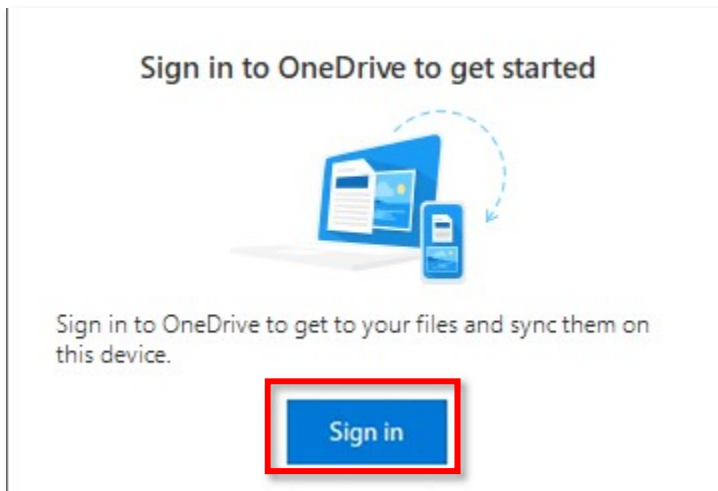 Sign in to OneDrive to get started
Sign in to OneDrive to get to your files and sync them on
this device.
Sign in